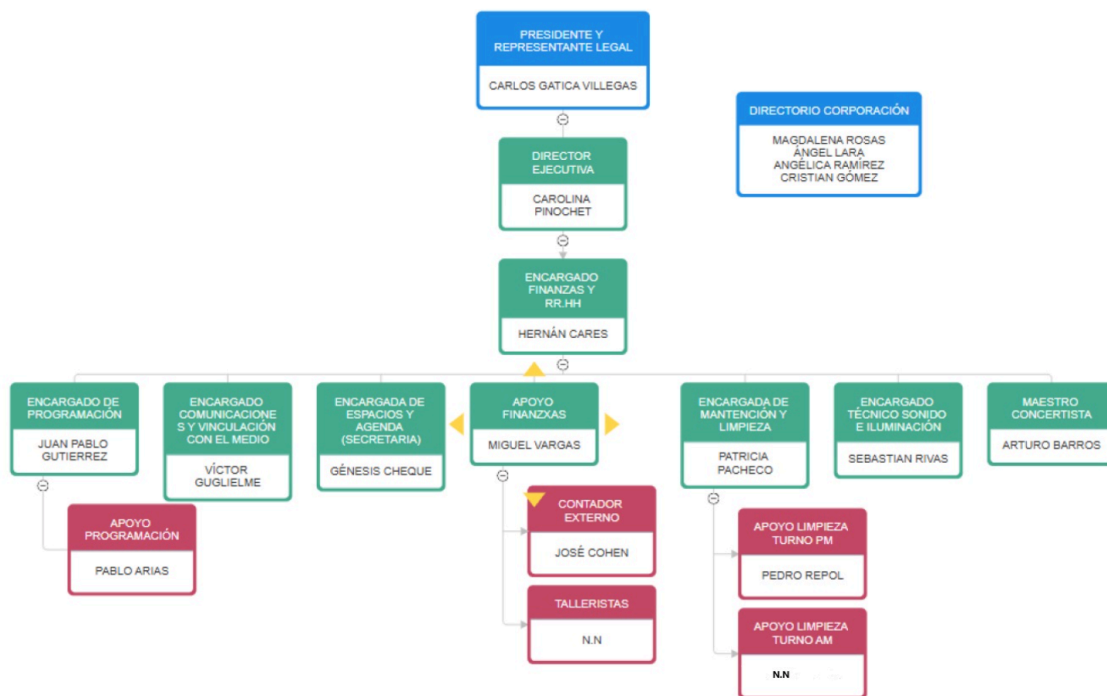 PRESIDENTE Y
REPRESENTANTE LEGAL
CARLOS GATICA VILLEGAS
DIRECTORIO CORPORACIÓN
MAGDALENA ROSAS
ÁNGEL LARA
ANGÉLICA RAMÍREZ
CRISTIAN GÓMEZ
DIRECTOR
EJECUTIVA
CAROLINA
PINOCHET
ENCARGADO
FINANZAS Y
RR.HH
HERNÁN CARES
ENCARGADO DE
PROGRAMACIÓN
JUAN PABLO
GUTIERREZ
ENCARGADO
COMUNICACIONE
S Y VINCULACIÓN
CON EL MEDIO
VÍCTOR
GUGLIELME
ENCARGADA DE
ESPACIOS Y
AGENDA
(SECRETARIA)
GÉNESIS CHEQUE
APOYO
FINANZXAS
MIGUEL VARGAS
ENCARGADA DE
MANTENCIÓN Y
LIMPIEZA
PATRICIA
PACHECO
ENCARGADO
TÉCNICO SONIDO
E ILUMINACIÓN
SEBASTIAN RIVAS
MAESTRO
CONCERTISTA
ARTURO BARROS
APOYO
PROGRAMACIÓN
PABLO ARIAS
CONTADOR
EXTERNO
JOSÉ COHEN
TALLERISTAS
N.N
APOYO LIMPIEZA
TURNO PM
PEDRO REPOL
APOYO LIMPIEZA
TURNO AM
N.N